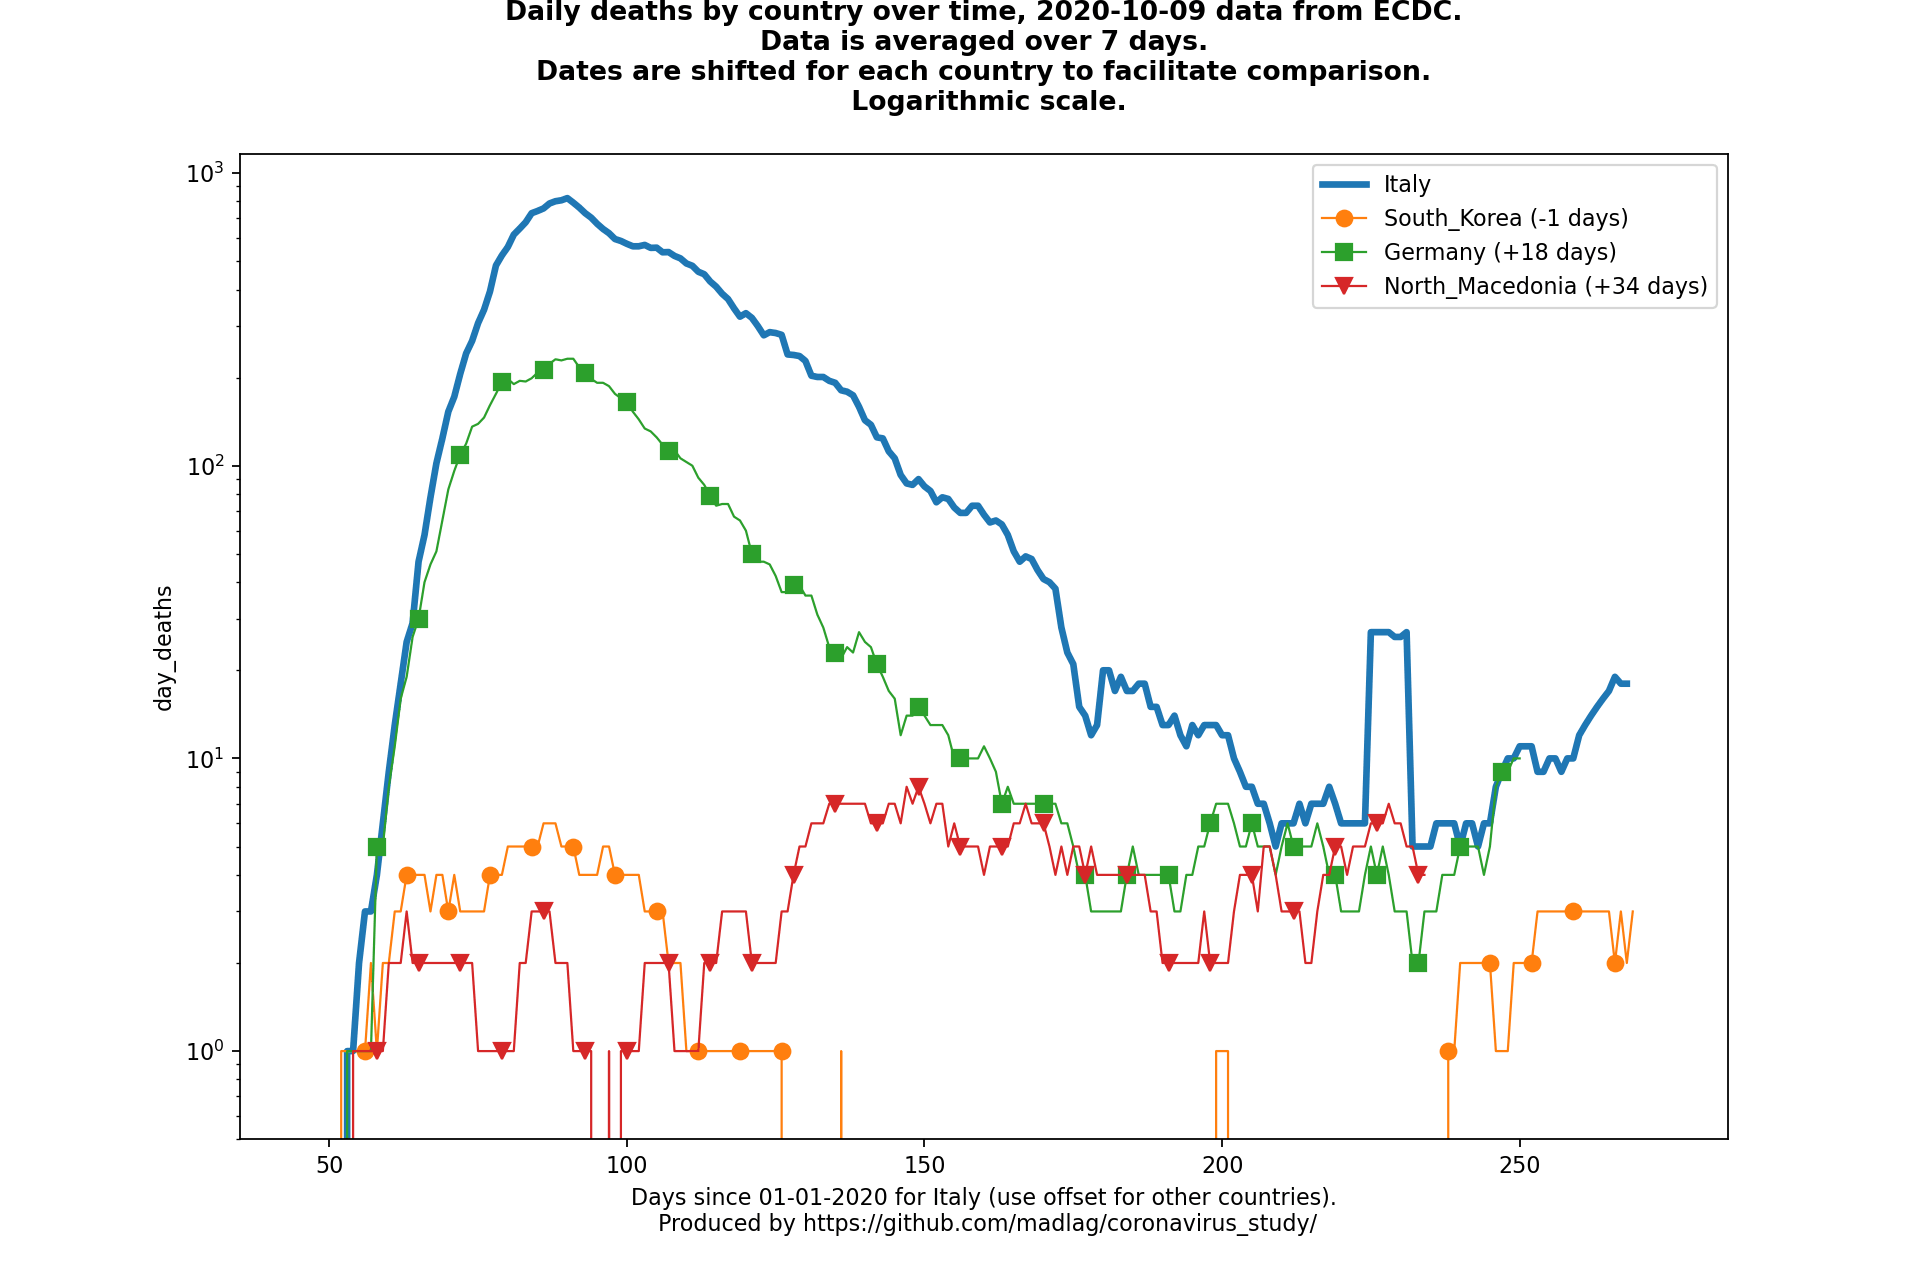 Daily deaths by country over time, 2020-10-09 data from ECDC.
Data is averaged over 7 days.
Dates are shifted for each country to facilitate comparison.
Logarithmic scale.
10³
10²
10¹
10⁰
day_deaths
Italy
South_Korea (-1 days)
Germany (+18 days)
North_Macedonia (+34 days)
50 100 150 200 250
Days since 01-01-2020 for Italy (use offset for other countries).
Produced by https://github.com/madlag/coronavirus_study/